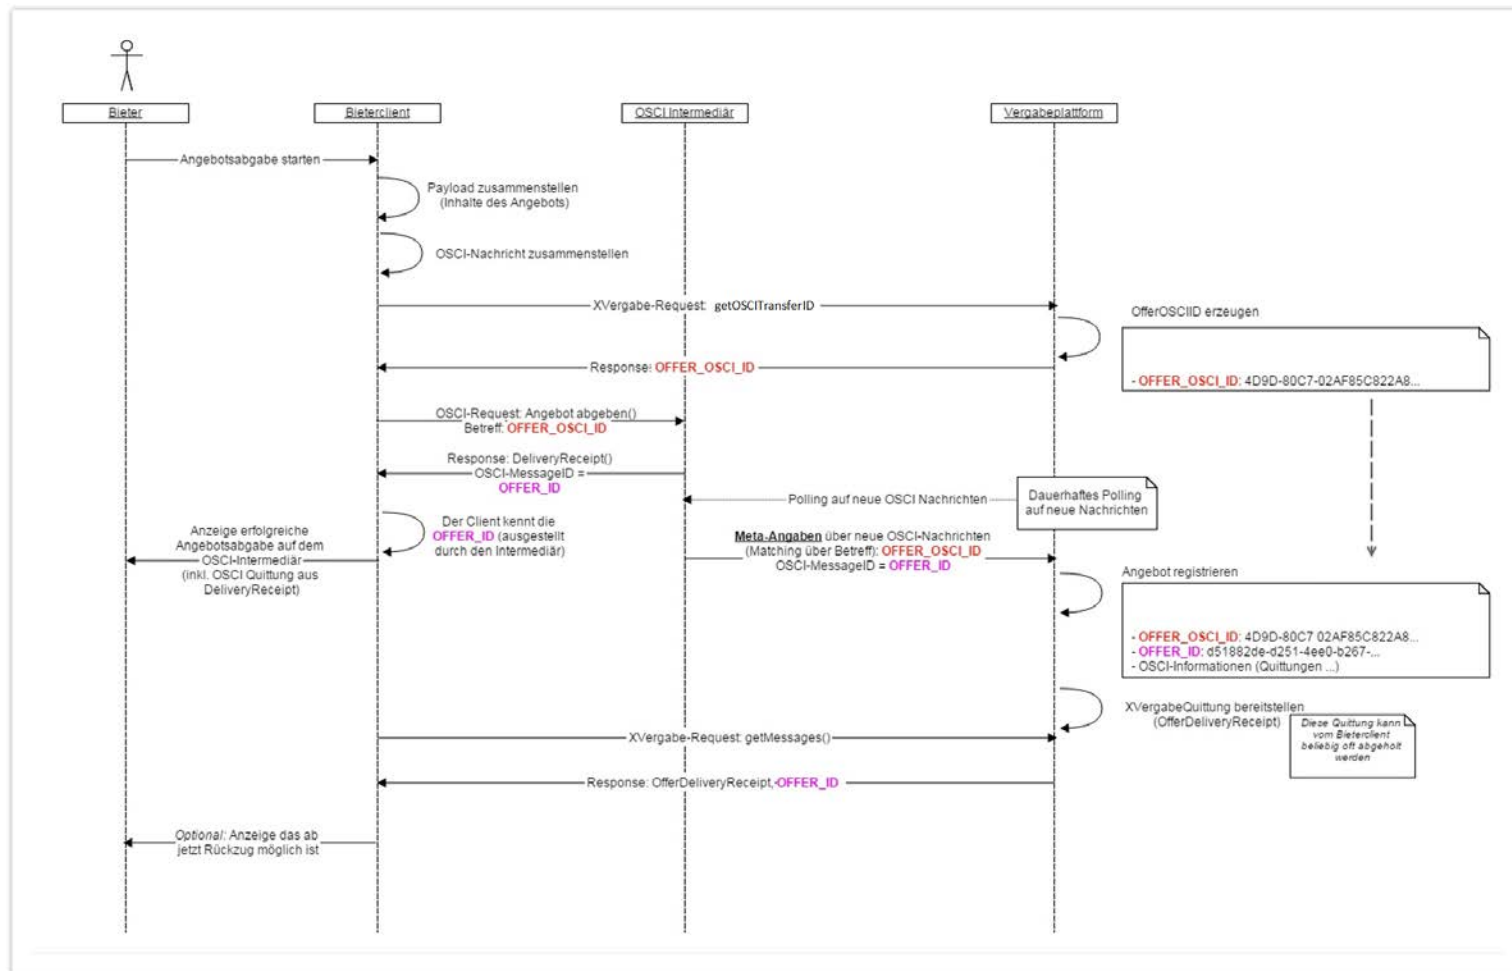 Bieter
Bieterclient
OSCI Intermediär
Vergabeplattform
Angebotsabgabe starten
Payload zusammenstellen
(Inhalte des Angebots)
OSCI-Nachricht zusammenstellen
XVergabe-Request: getOSCITransferID
OfferOSCIID erzeugen
- OFFER_OSCI_ID: 4D9D-80C7-02AF85C822A8...
Response: OFFER_OSCI_ID
OSCI-Request: Angebot abgeben()
Betreff: OFFER_OSCI_ID
Response: DeliveryReceipt()
OSCI-MessageID =
OFFER_ID
Polling auf neue OSCI Nachrichten
Dauerhaftes Polling
auf neue Nachrichten
Der Client kennt die
OFFER_ID (ausgestellt
durch den Intermediär)
Anzeige erfolgreiche
Angebotsabgabe auf dem
OSCI-Intermediär
(inkl. OSCI Quittung aus
DeliveryReceipt)
Meta-Angaben über neue OSCI-Nachrichten
(Matching über Betreff): OFFER_OSCI_ID
OSCI-MessageID = OFFER_ID
Angebot registrieren
- OFFER_OSCI_ID: 4D9D-80C7 02AF85C822A8...
- OFFER_ID: d51882de-d251-4ee0-b267-...
- OSCI-Informationen (Quittungen ...)
XVergabeQuittung bereitstellen
(OfferDeliveryReceipt)
Diese Quittung kann
vom Bieterclient
beliebig oft abgeholt
werden
XVergabe-Request: getMessages()
Response: OfferDeliveryReceipt, OFFER_ID
Optional: Anzeige das ab
jetzt Rückzug möglich ist